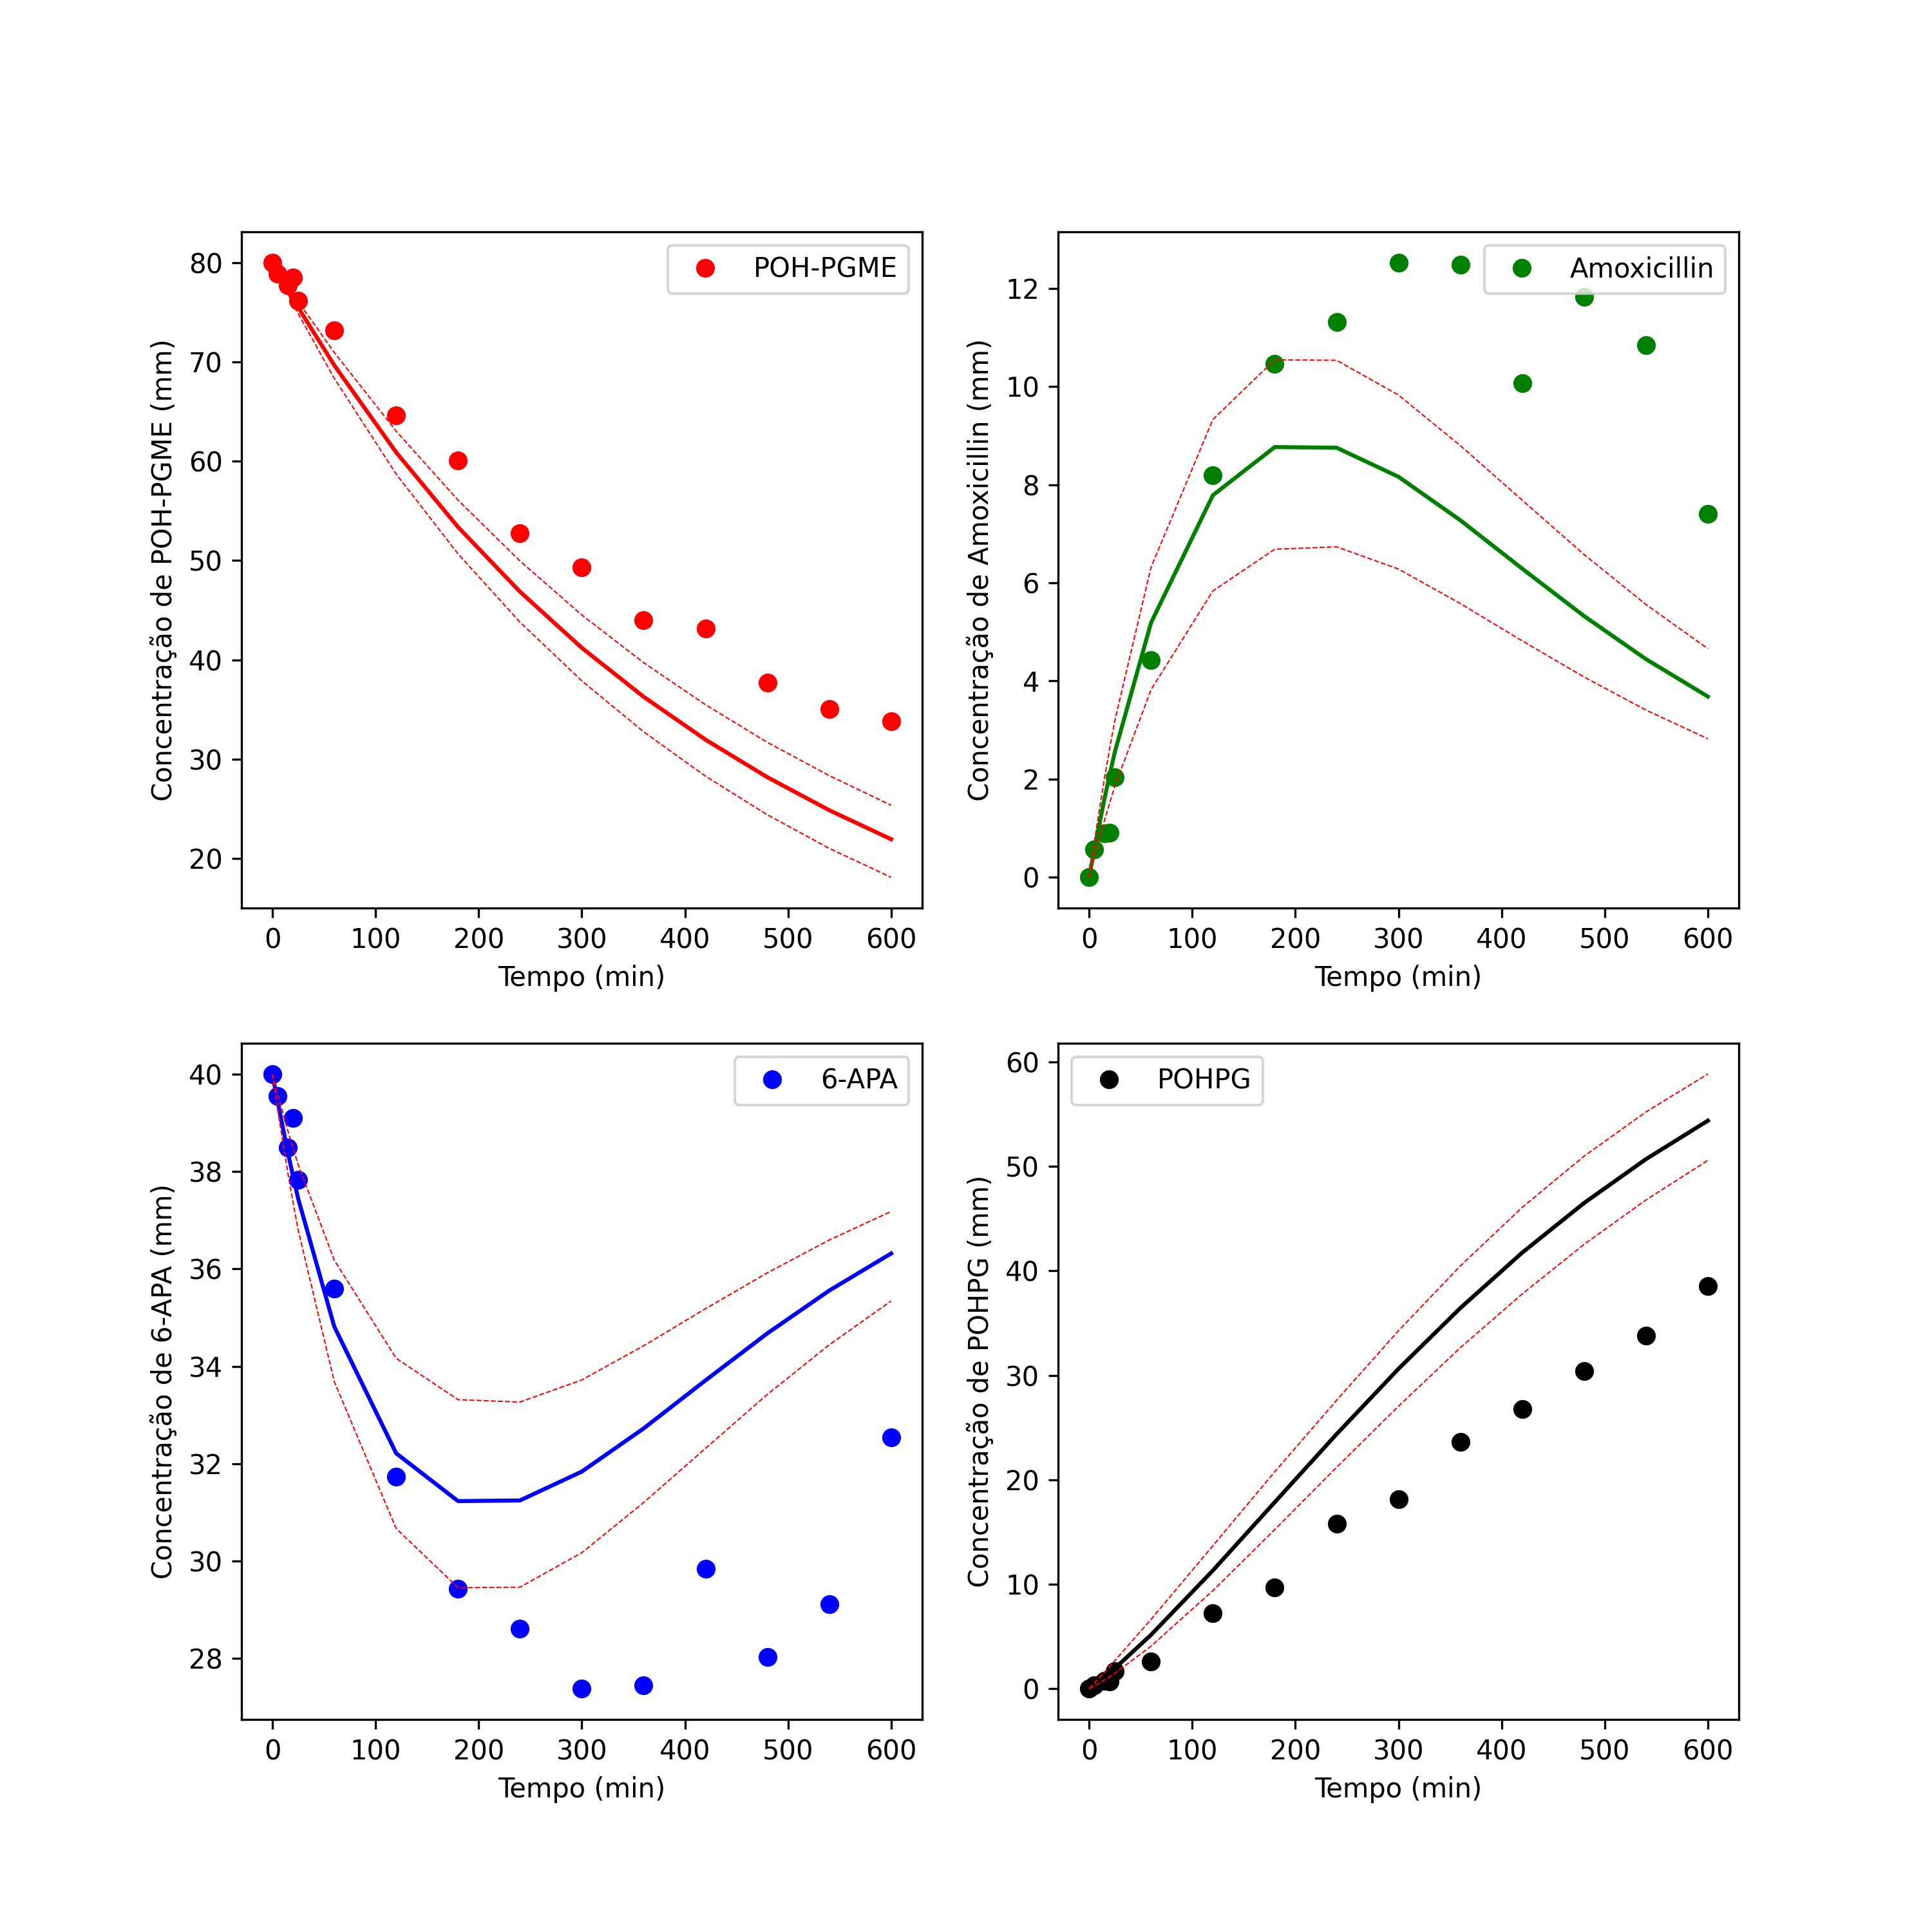 POH-PGME
Concentração de POH-PGME (mm)
80
70
60
50
40
30
20
0 100 200 300 400 500 600
Tempo (min)
Amoxicillin
Concentração de Amoxicillin (mm)
12
10
8
6
4
2
0
0 100 200 300 400 500 600
Tempo (min)
6-APA
Concentração de 6-APA (mm)
40
38
36
34
32
30
28
0 100 200 300 400 500 600
Tempo (min)
POHPG
Concentração de POHPG (mm)
60
50
40
30
20
10
0
0 100 200 300 400 500 600
Tempo (min)